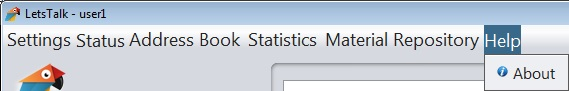 LetsTalk - user1
Settings Status Address Book Statistics Material Repository Help
About